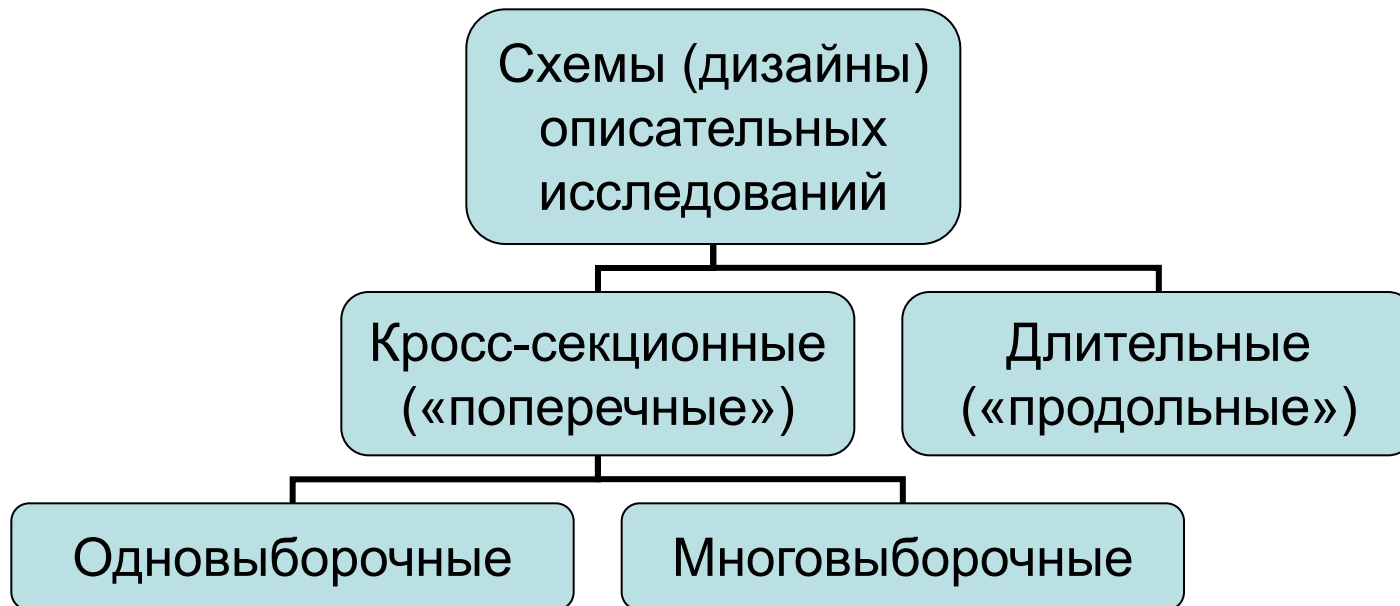 Схемы (дизайны)
описательных
исследований
Кросс-секционные
(«поперечные»)
Длительные
(«продольные»)
Одновыборочные
Многовыборочные